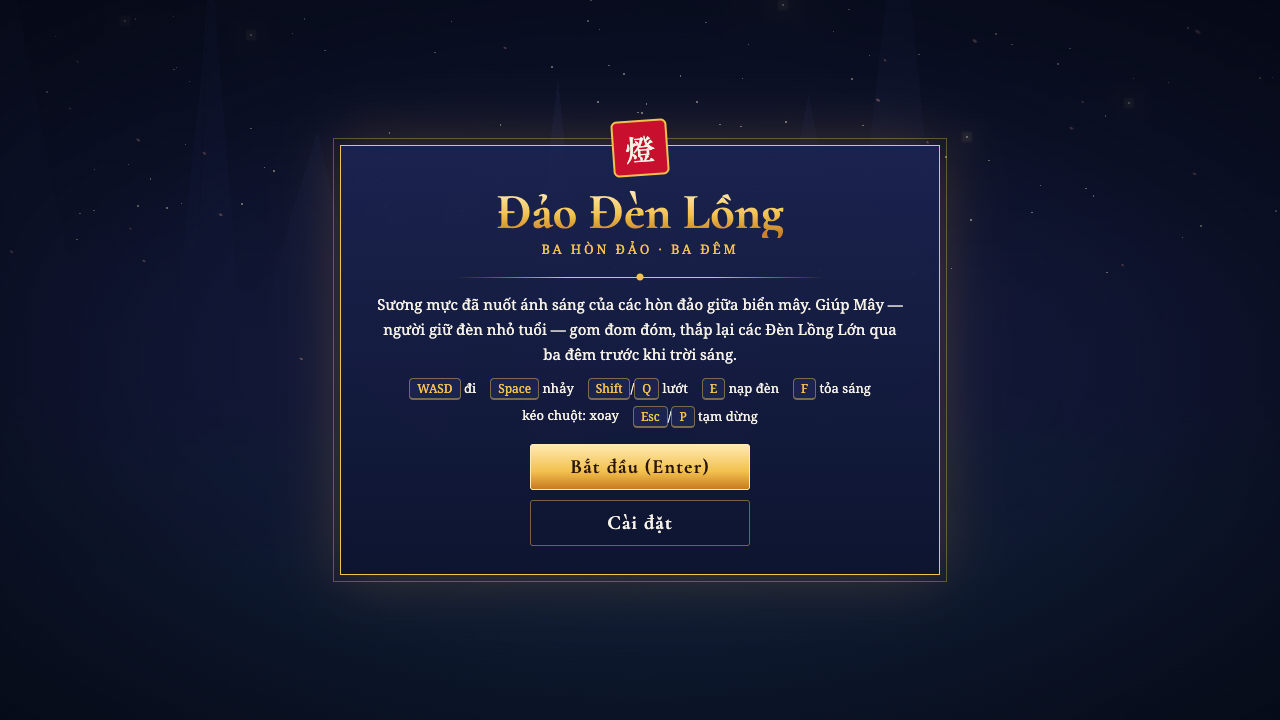 燈
Đảo Đèn Lồng
BA HÒN ĐẢO · BA ĐÊM
Sương mực đã nuốt ánh sáng của các hòn đảo giữa biển mây. Giúp Mây —
người giữ đèn nhỏ tuổi — gom đom đóm, thắp lại các Đèn Lồng Lớn qua
ba đêm trước khi trời sáng.
WASD đi Space nhảy Shift/Q lướt E nạp đèn F tỏa sáng
kéo chuột: xoay Esc/P tạm dừng
Bắt đầu (Enter)
Cài đặt